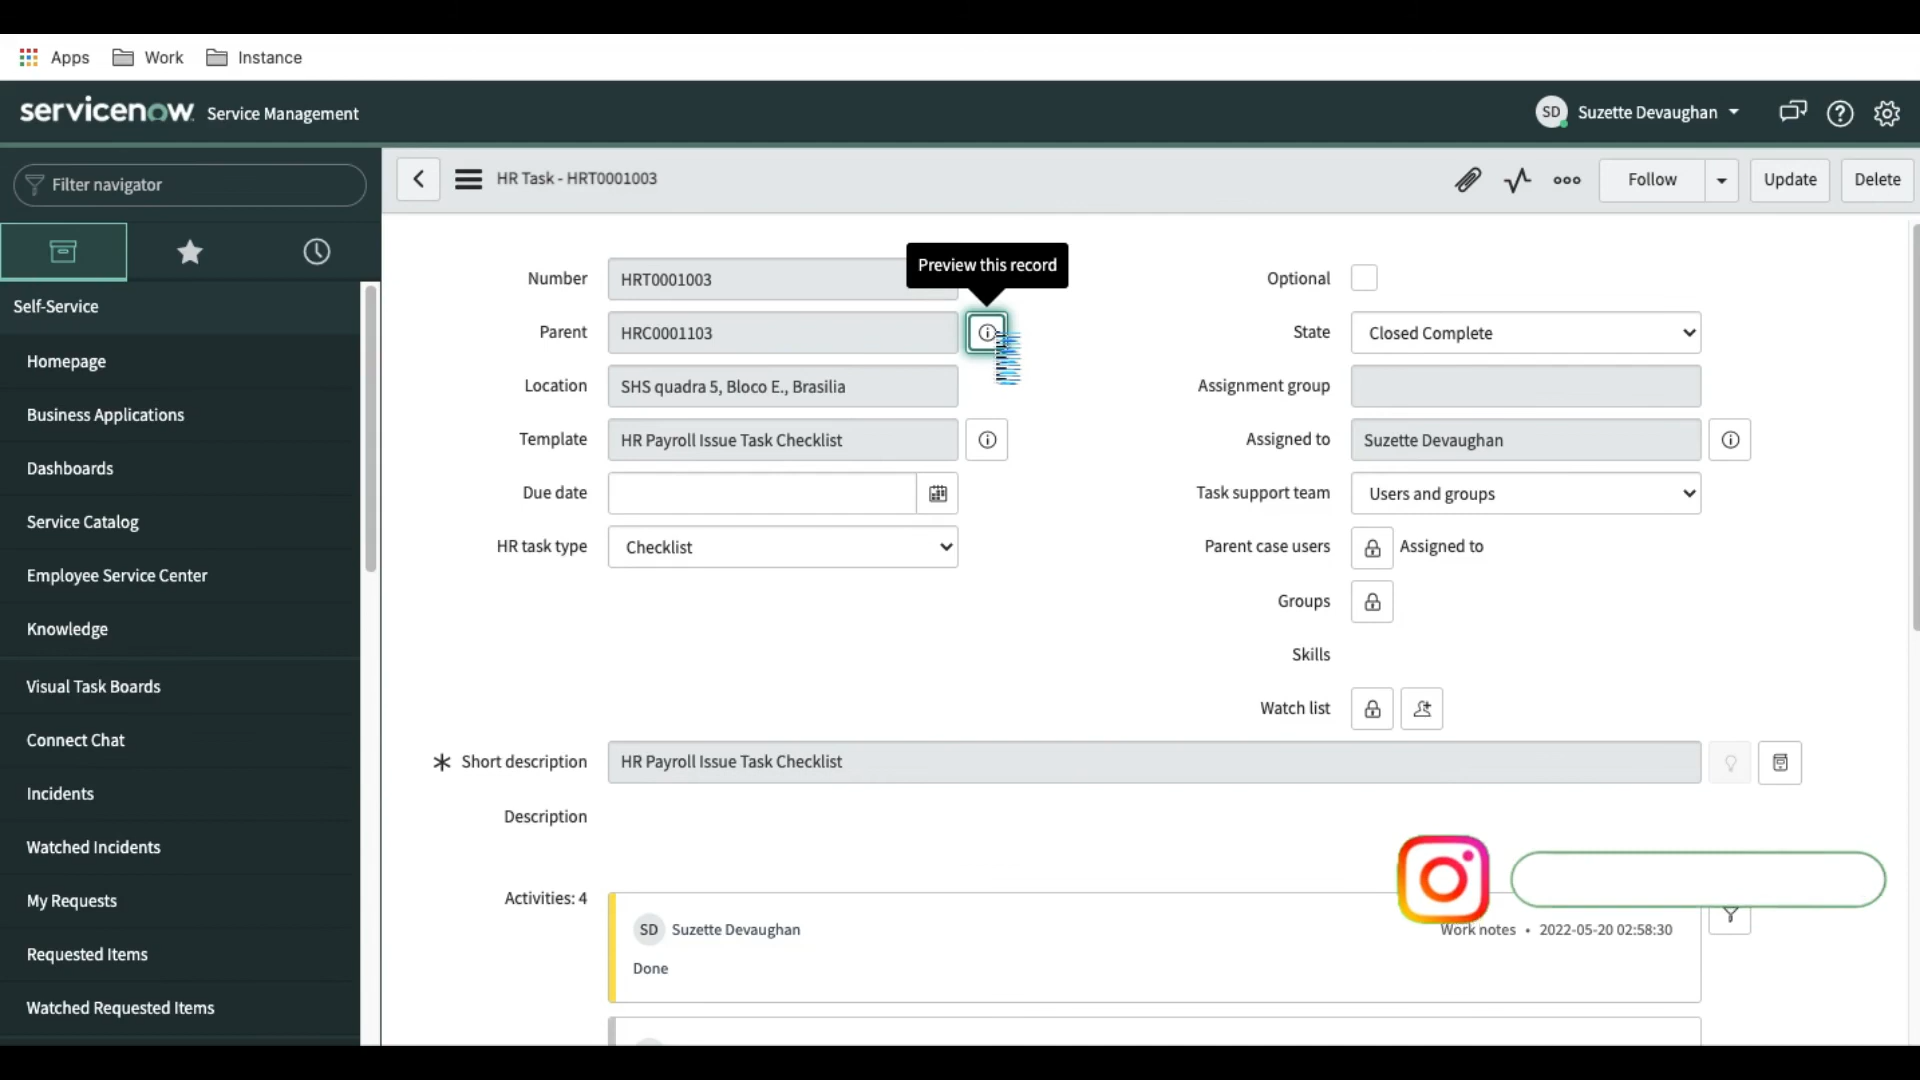 Apps Work Instance
servicenow Service Management SD Suzette Devaughan
Filter navigator
HR Task - HRT0001003 Follow Update Delete
Self-Service
Homepage
Business Applications
Dashboards
Service Catalog
Employee Service Center
Knowledge
Visual Task Boards
Connect Chat
Incidents
Watched Incidents
My Requests
Requested Items
Watched Requested Items
Preview this record
Number HRT0001003
Parent HRC0001103
Location SHS quadra 5, Bloco E., Brasilia
Template HR Payroll Issue Task Checklist
Due date
HR task type Checklist
Optional
State Closed Complete
Assignment group
Assigned to Suzette Devaughan
Task support team Users and groups
Parent case users Assigned to
Groups
Skills
Watch list
Short description HR Payroll Issue Task Checklist
Description
Activities: 4
SD Suzette Devaughan Work notes • 2022-05-20 02:58:30
Done